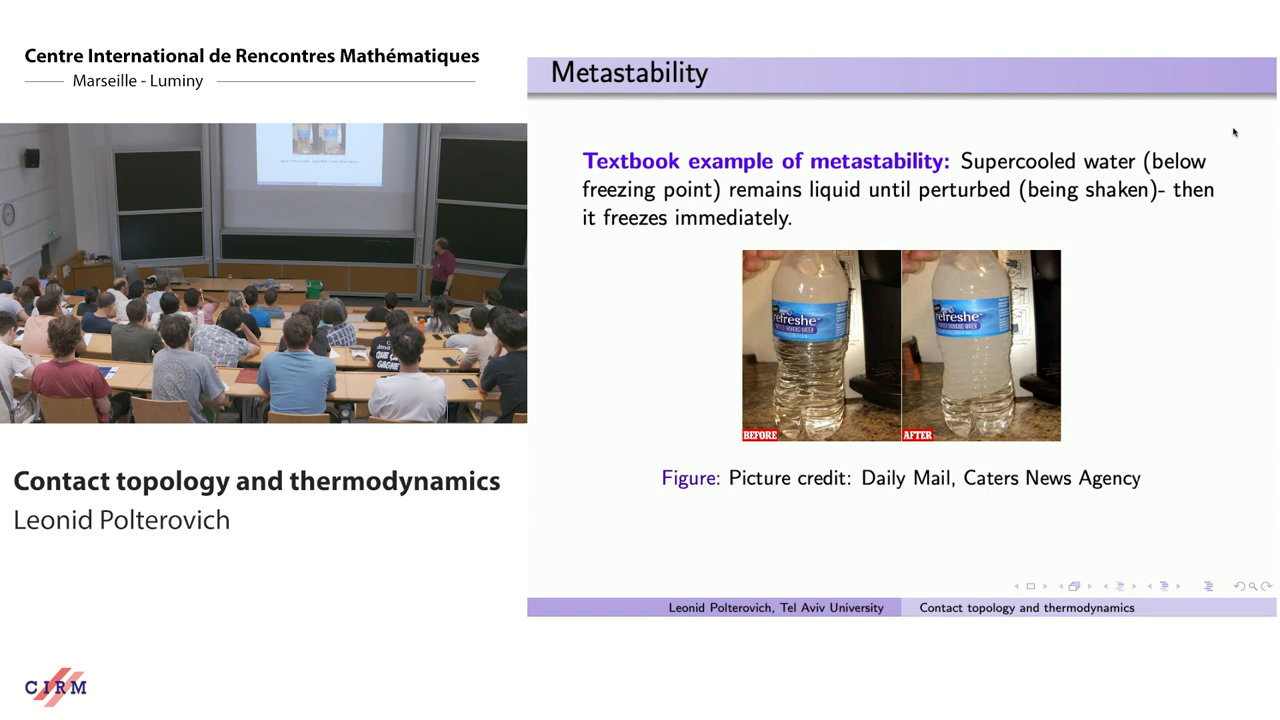 Centre International de Rencontres Mathématiques
Marseille - Luminy
Metastability
Textbook example of metastability: Supercooled water (below
freezing point) remains liquid until perturbed (being shaken)- then
it freezes immediately.
refreshe
refreshe
BEFORE
AFTER
Figure: Picture credit: Daily Mail, Caters News Agency
Contact topology and thermodynamics
Leonid Polterovich
Leonid Polterovich, Tel Aviv University
Contact topology and thermodynamics
CIRM